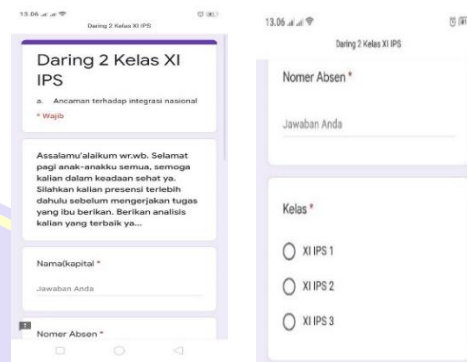 13.06
Daring 2 Kelas XI IPS
Daring 2 Kelas XI
IPS
a. Ancaman terhadap integrasi nasional
* Wajib
Assalamu'alaikum wr.wb. Selamat
pagi anak-anakku semua, semoga
kalian dalam keadaan sehat ya.
Silahkan kalian presensi terlebih
dahulu sebelum mengerjakan tugas
yang ibu berikan. Berikan analisis
kalian yang terbaik ya...
Nama(kapital *
Jawaban Anda
Nomer Absen *
13.06
Daring 2 Kelas XI IPS
Nomer Absen *
Jawaban Anda
Kelas *
XI IPS 1
XI IPS 2
XI IPS 3